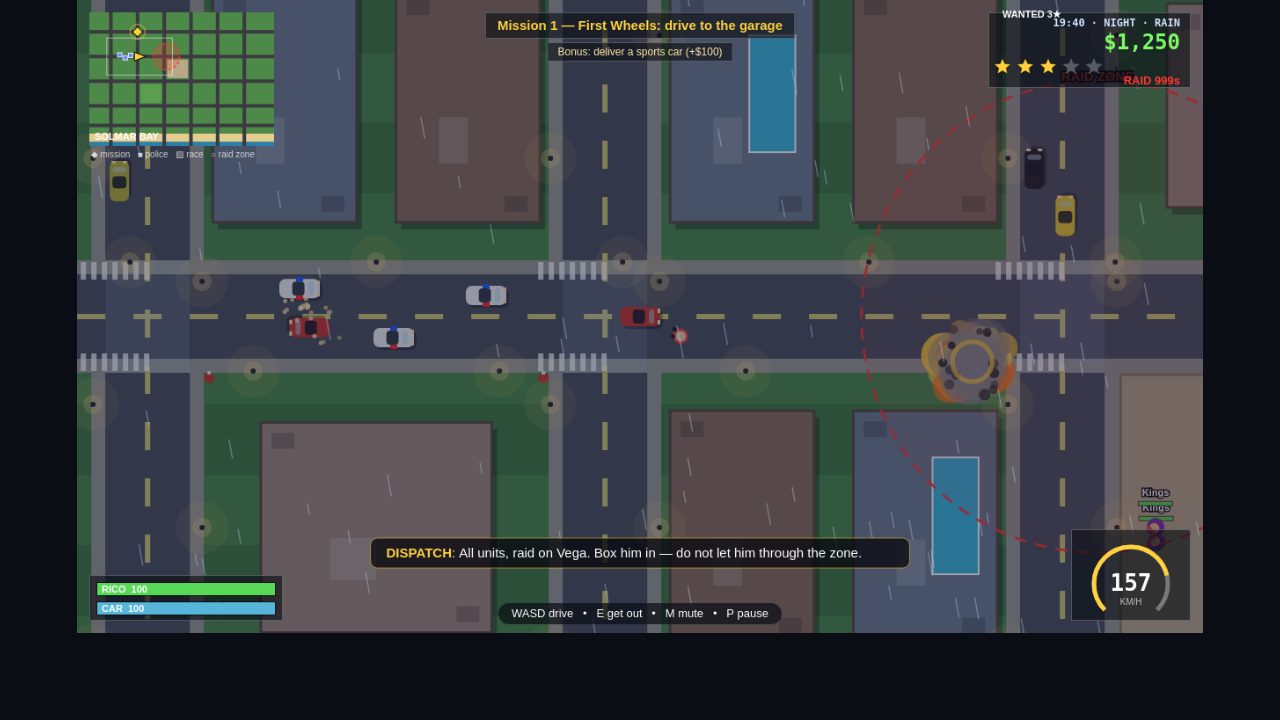 Mission 1 — First Wheels: drive to the garage
Bonus: deliver a sports car (+$100)
WANTED 3★
19:40 · NIGHT · RAIN
$1,250
RAID ZONE
RAID 999s
SOLMAR BAY
◆ mission ■ police ▨ race ○ raid zone
Kings
Kings
DISPATCH: All units, raid on Vega. Box him in — do not let him through the zone.
RICO 100
CAR 100
WASD drive • E get out • M mute • P pause
157
KM/H